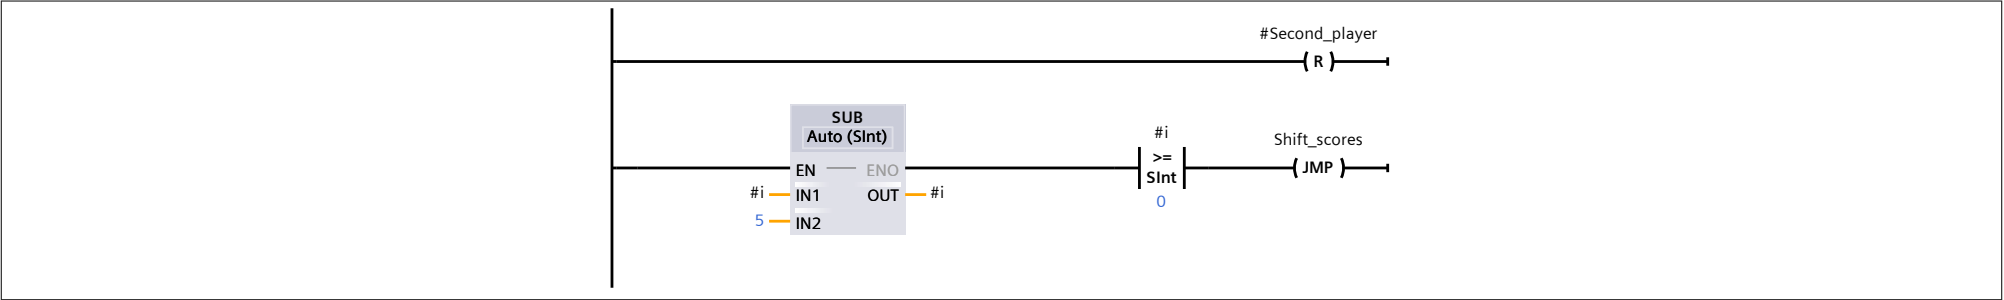 #Second_player
( R )
SUB
Auto (SInt)
#i
Shift_scores
EN ENO
>=
SInt
( JMP )
#i IN1 OUT #i
0
5 IN2